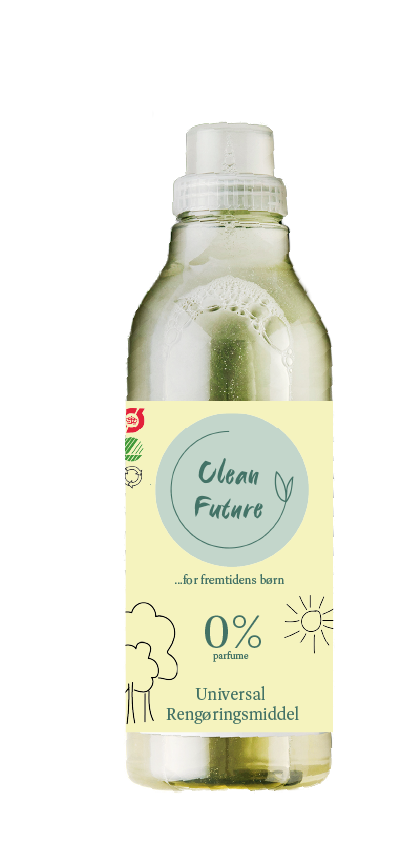 Clean
Future
...for fremtidens børn
0%
parfume
Universal
Rengøringsmiddel